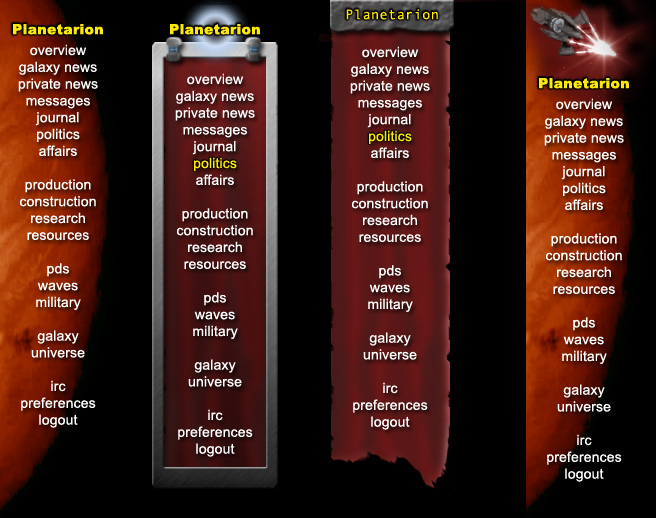 Planetarion
overview
galaxy news
private news
messages
journal
politics
affairs
production
construction
research
resources
pds
waves
military
galaxy
universe
irc
preferences
logout
Planetarion
overview
galaxy news
private news
messages
journal
politics
affairs
production
construction
research
resources
pds
waves
military
galaxy
universe
irc
preferences
logout
Planetarion
overview
galaxy news
private news
messages
journal
politics
affairs
production
construction
research
resources
pds
waves
military
galaxy
universe
irc
preferences
logout
Planetarion
overview
galaxy news
private news
messages
journal
politics
affairs
production
construction
research
resources
pds
waves
military
galaxy
universe
irc
preferences
logout